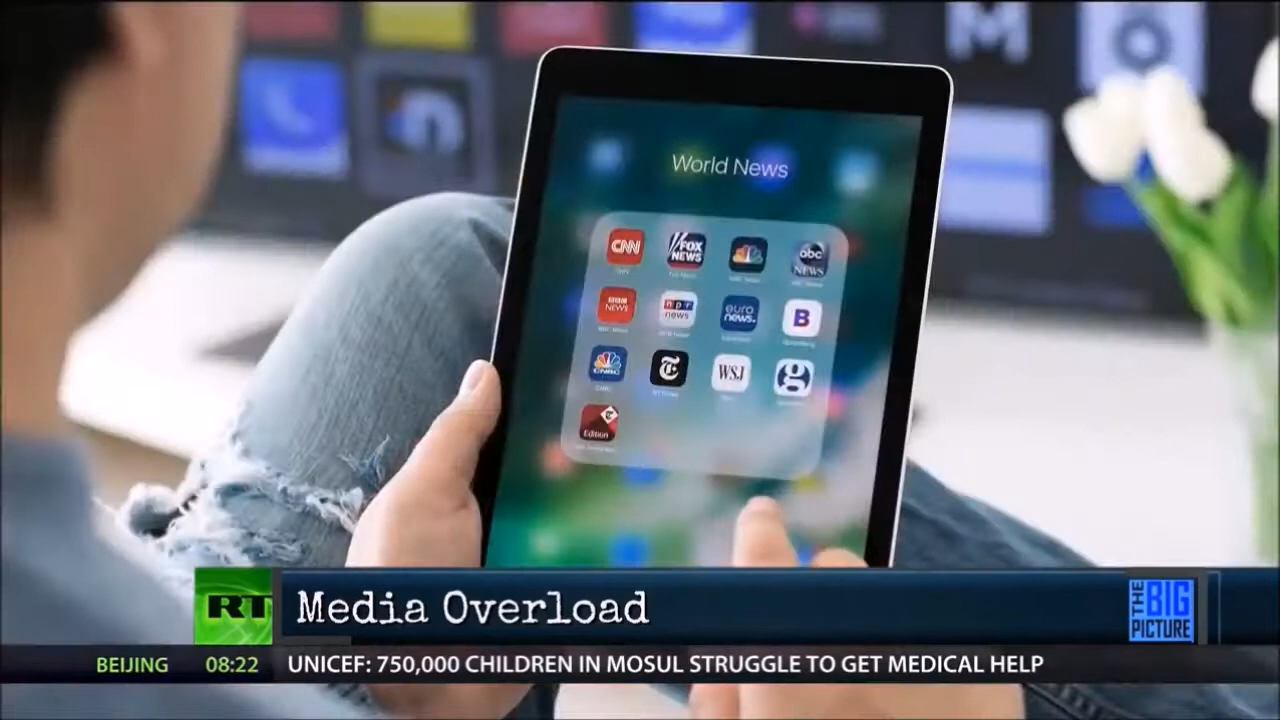 M
World News
CNN
FOX
NEWS
abc
NEWS
BBC
NEWS
npr
news
euro
news.
B
CNBC
T
WSJ
g
Edition
RT
Media Overload
THE
BIG
PICTURE
BEIJING 08:22 UNICEF: 750,000 CHILDREN IN MOSUL STRUGGLE TO GET MEDICAL HELP